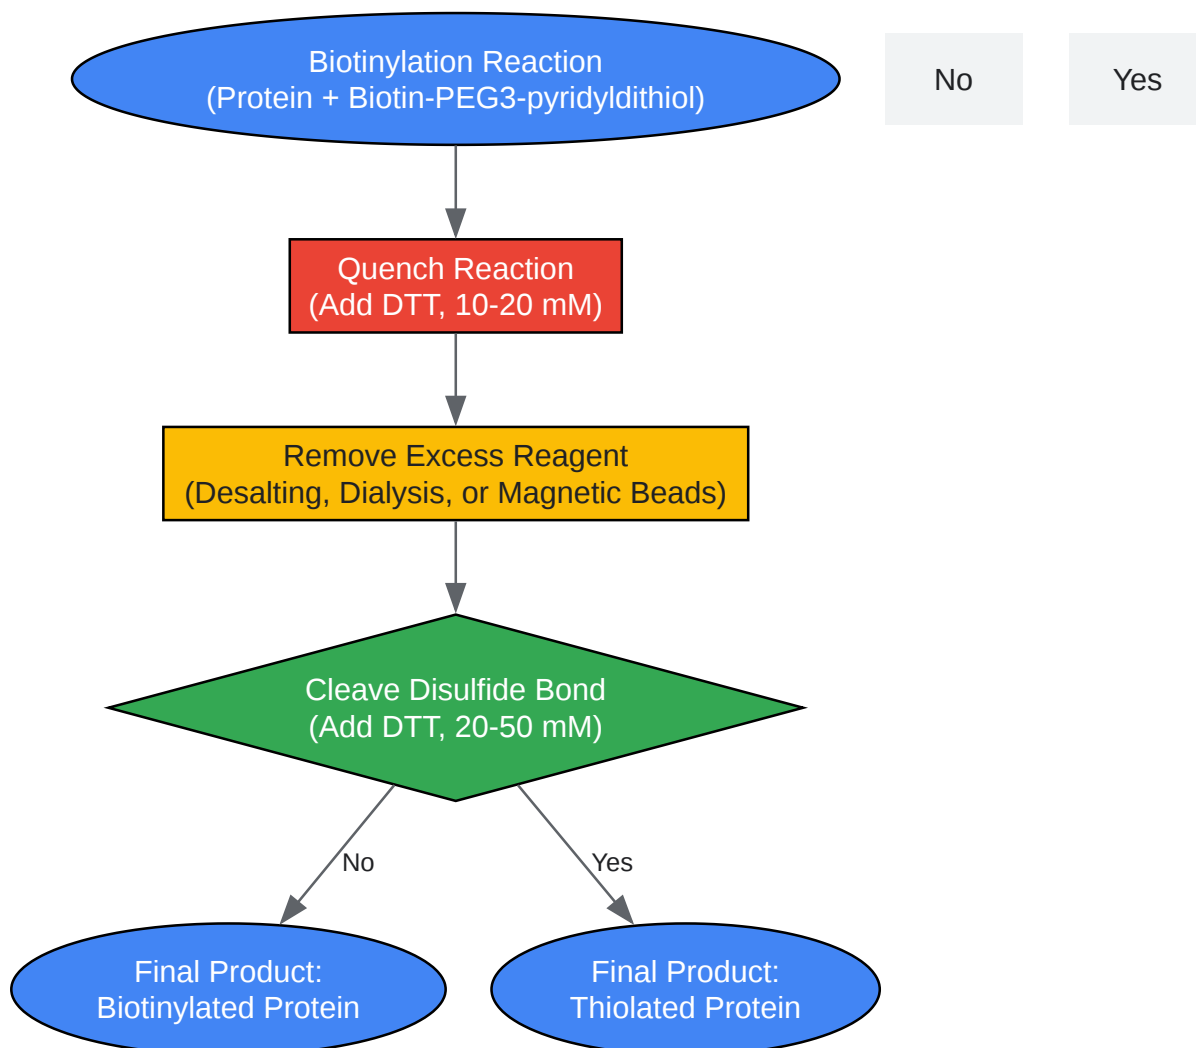 Biotinylation Reaction
(Protein + Biotin-PEG3-pyridyldithiol)
No
Yes
Quench Reaction
(Add DTT, 10-20 mM)
Remove Excess Reagent
(Desalting, Dialysis, or Magnetic Beads)
Cleave Disulfide Bond
(Add DTT, 20-50 mM)
No
Yes
Final Product:
Biotinylated Protein
Final Product:
Thiolated Protein